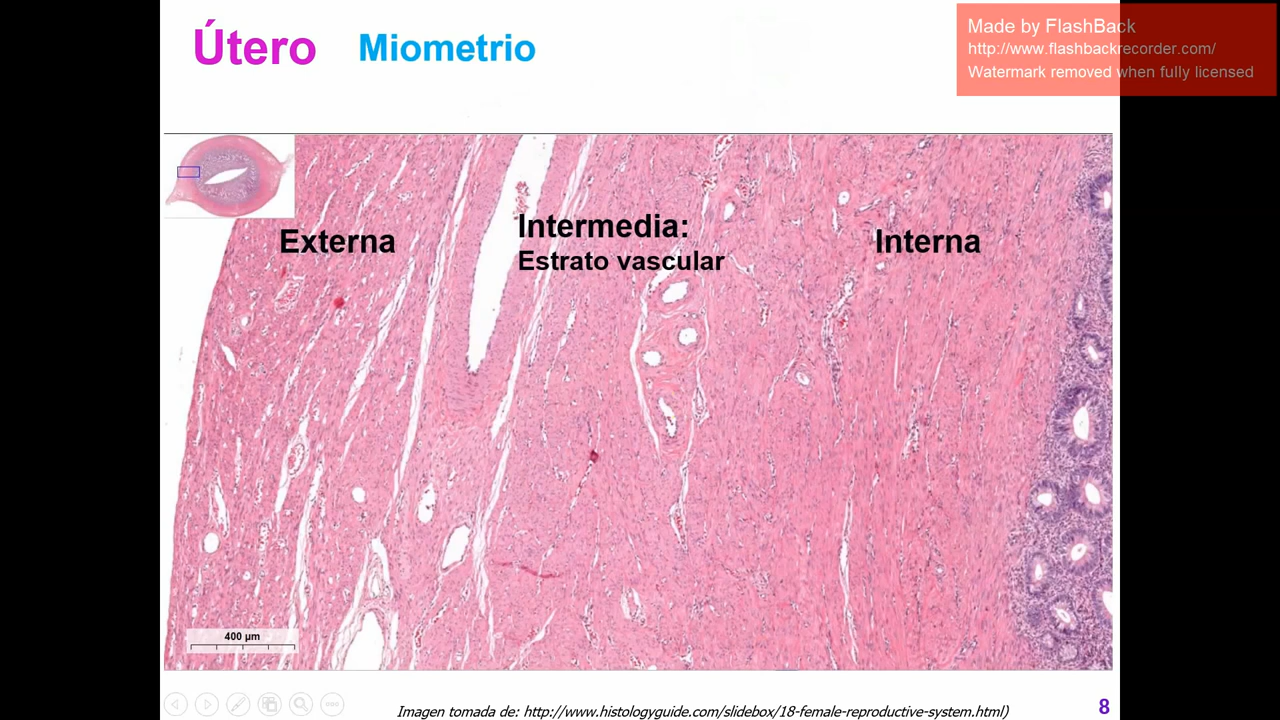 Útero Miometrio
Made by FlashBack
http://www.flashbackrecorder.com/
Watermark removed when fully licensed
Externa
Intermedia:
Estrato vascular
Interna
400 µm
Imagen tomada de: http://www.histologyguide.com/slidebox/18-female-reproductive-system.html)
8